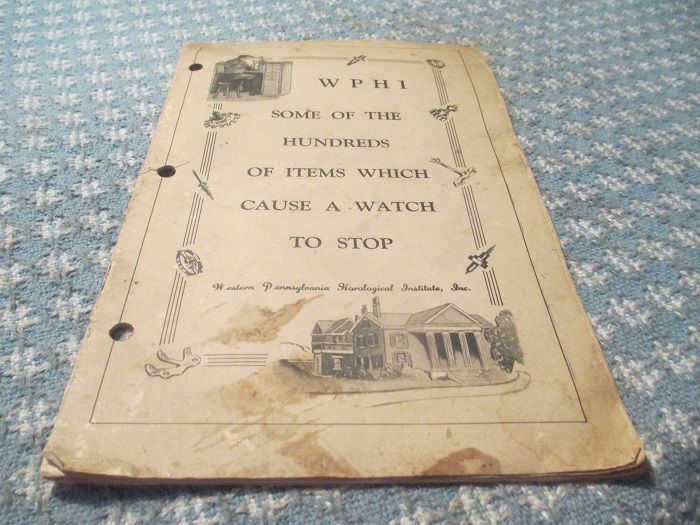 WPHI
SOME OF THE
HUNDREDS
OF ITEMS WHICH
CAUSE A WATCH
TO STOP
Western Pennsylvania Horological Institute, Inc.